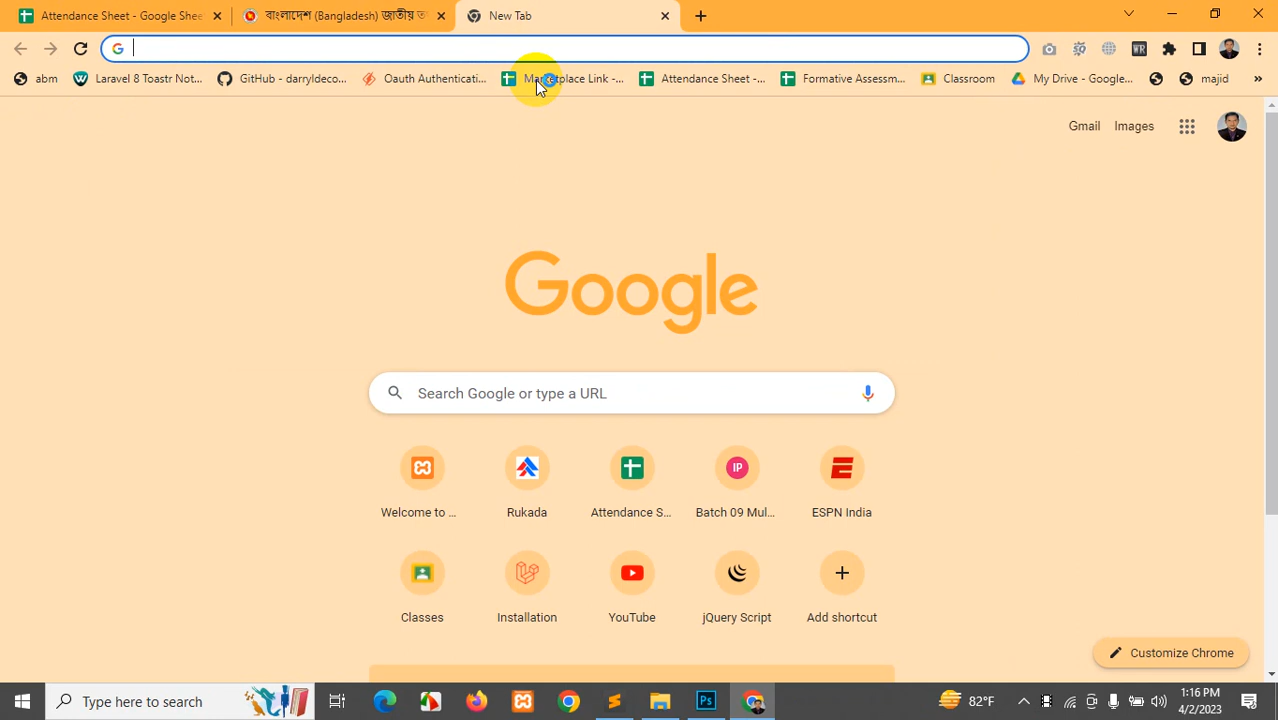 Attendance Sheet - Google Shee
বাংলাদেশ (Bangladesh) জাতীয় ত
New Tab
abm
Laravel 8 Toastr Not...
GitHub - darryldeco...
Oauth Authenticati...
Marketplace Link -...
Attendance Sheet -...
Formative Assessm...
Classroom
My Drive - Google...
majid
Gmail
Images
Google
Search Google or type a URL
IP
Welcome to ...
Rukada
Attendance S...
Batch 09 Mul...
ESPN India
Classes
Installation
YouTube
jQuery Script
Add shortcut
Customize Chrome
Type here to search
82°F
1:16 PM
4/2/2023